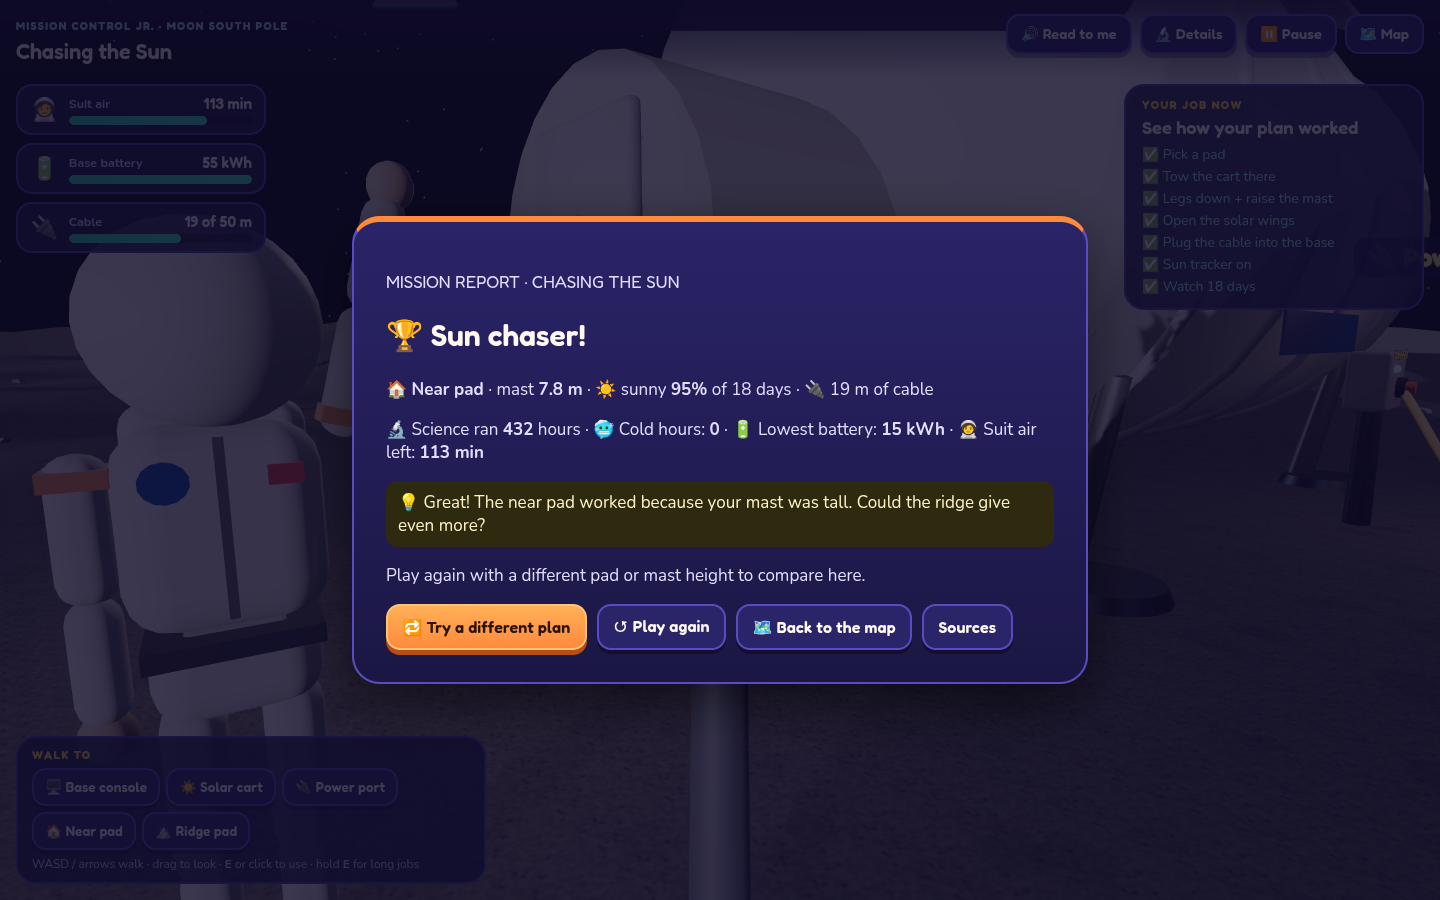 MISSION CONTROL JR. · MOON SOUTH POLE
Chasing the Sun
🔊 Read to me
🔬 Details
⏸️ Pause
🗺️ Map
Suit air 113 min
Base battery 55 kWh
Cable 19 of 50 m
YOUR JOB NOW
See how your plan worked
✅ Pick a pad
✅ Tow the cart there
✅ Legs down + raise the mast
✅ Open the solar wings
✅ Plug the cable into the base
✅ Sun tracker on
✅ Watch 18 days
MISSION REPORT · CHASING THE SUN
🏆 Sun chaser!
🏠 Near pad · mast 7.8 m · ☀️ sunny 95% of 18 days · 🔌 19 m of cable
🔬 Science ran 432 hours · 🥶 Cold hours: 0 · 🔋 Lowest battery: 15 kWh · 🧑‍🚀 Suit air
left: 113 min
💡 Great! The near pad worked because your mast was tall. Could the ridge give
even more?
Play again with a different pad or mast height to compare here.
🔁 Try a different plan
↺ Play again
🗺️ Back to the map
Sources
WALK TO
🖥️ Base console
☀️ Solar cart
🔌 Power port
🏠 Near pad
⛰️ Ridge pad
WASD / arrows walk · drag to look · E or click to use · hold E for long jobs